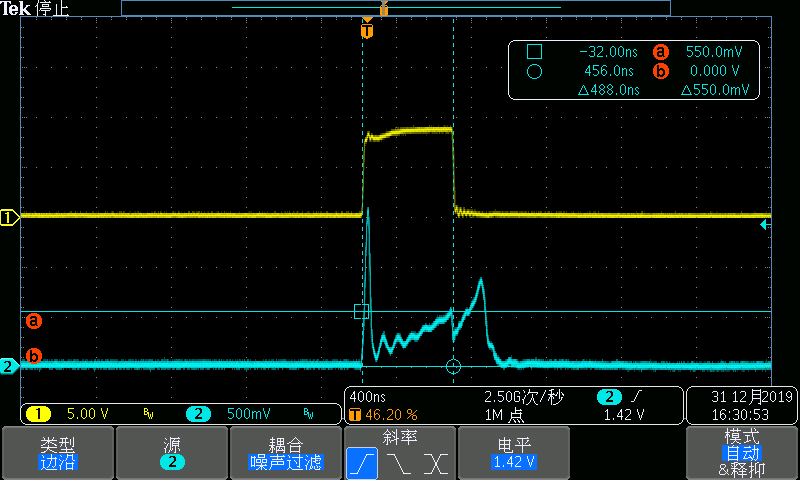 Tek 停止
T
-32.00ns a 550.0mV
456.0ns b 0.000 V
△488.0ns △550.0mV
1
a
b
2
1 5.00 V BW 2 500mV BW
400ns 2.50G次/秒 2
T 46.20 % 1M 点 1.42 V
31 12月2019
16:30:53
类型
边沿
源
2
耦合
噪声过滤
斜率
电平
1.42 V
模式
自动
&释抑